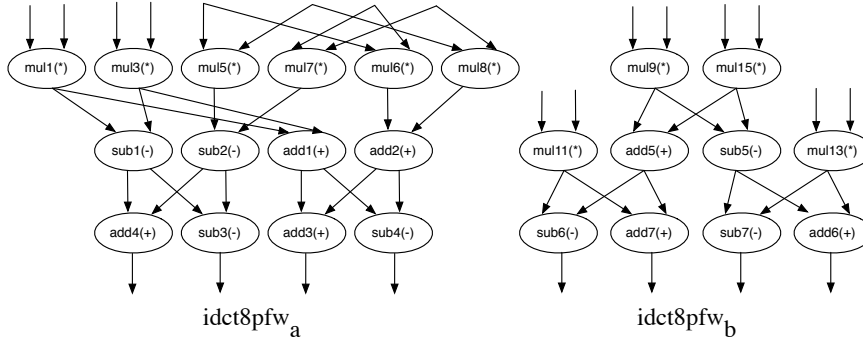 mul1(*) mul3(*) mul5(*) mul7(*) mul6(*) mul8(*) mul9(*) mul15(*)
sub1(-) sub2(-) add1(+) add2(+) mul11(*) add5(+) sub5(-) mul13(*)
add4(+) sub3(-) add3(+) sub4(-) sub6(-) add7(+) sub7(-) add6(+)
idct8pfw_a idct8pfw_b